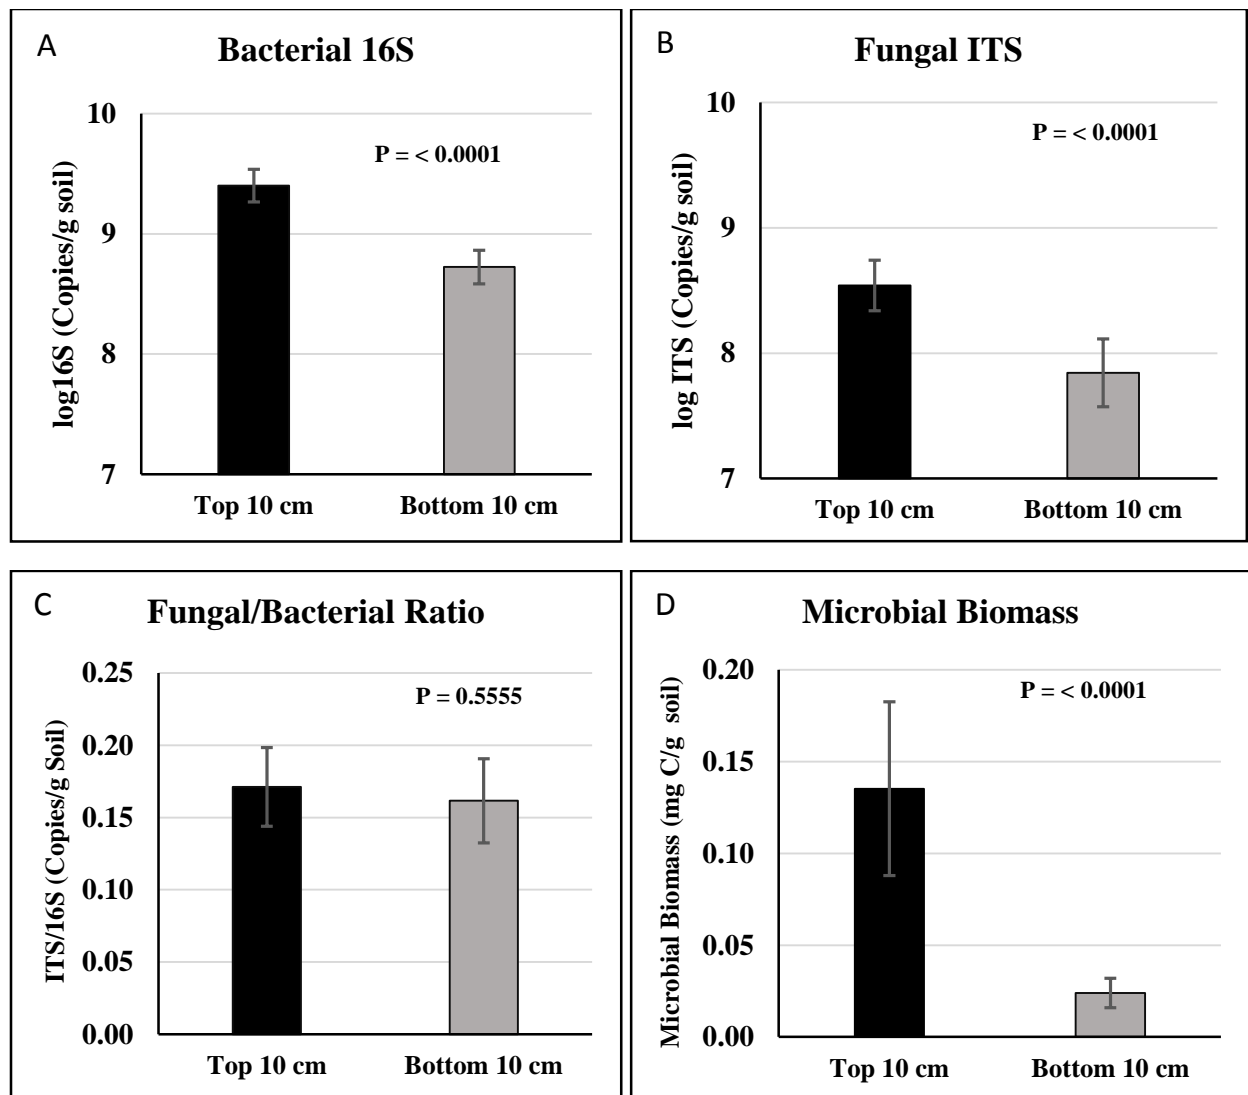 A
Bacterial 16S
P = < 0.0001
log16S (Copies/g soil)
10
9
8
7
Top 10 cm
Bottom 10 cm
B
Fungal ITS
P = < 0.0001
log ITS (Copies/g soil)
10
9
8
7
Top 10 cm
Bottom 10 cm
C
Fungal/Bacterial Ratio
P = 0.5555
ITS/16S (Copies/g Soil)
0.25
0.20
0.15
0.10
0.05
0.00
Top 10 cm
Bottom 10 cm
D
Microbial Biomass
P = < 0.0001
Microbial Biomass (mg C/g soil)
0.20
0.15
0.10
0.05
0.00
Top 10 cm
Bottom 10 cm